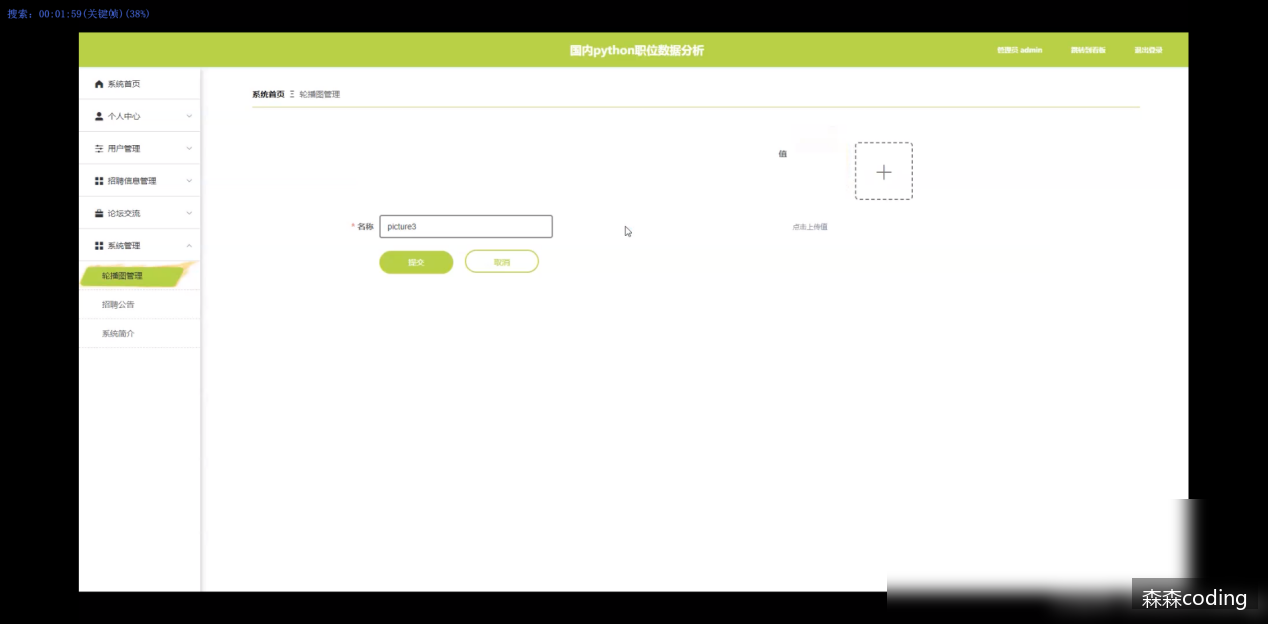 搜索: 00:01:59(关键帧)(38%)
国内python职位数据分析
管理员 admin
跳转到前台
退出登录
系统首页
个人中心
用户管理
招聘信息管理
论坛交流
系统管理
轮播图管理
招聘公告
系统简介
系统首页 Ξ 轮播图管理
值
* 名称 picture3
点击上传值
提交
取消
森森coding